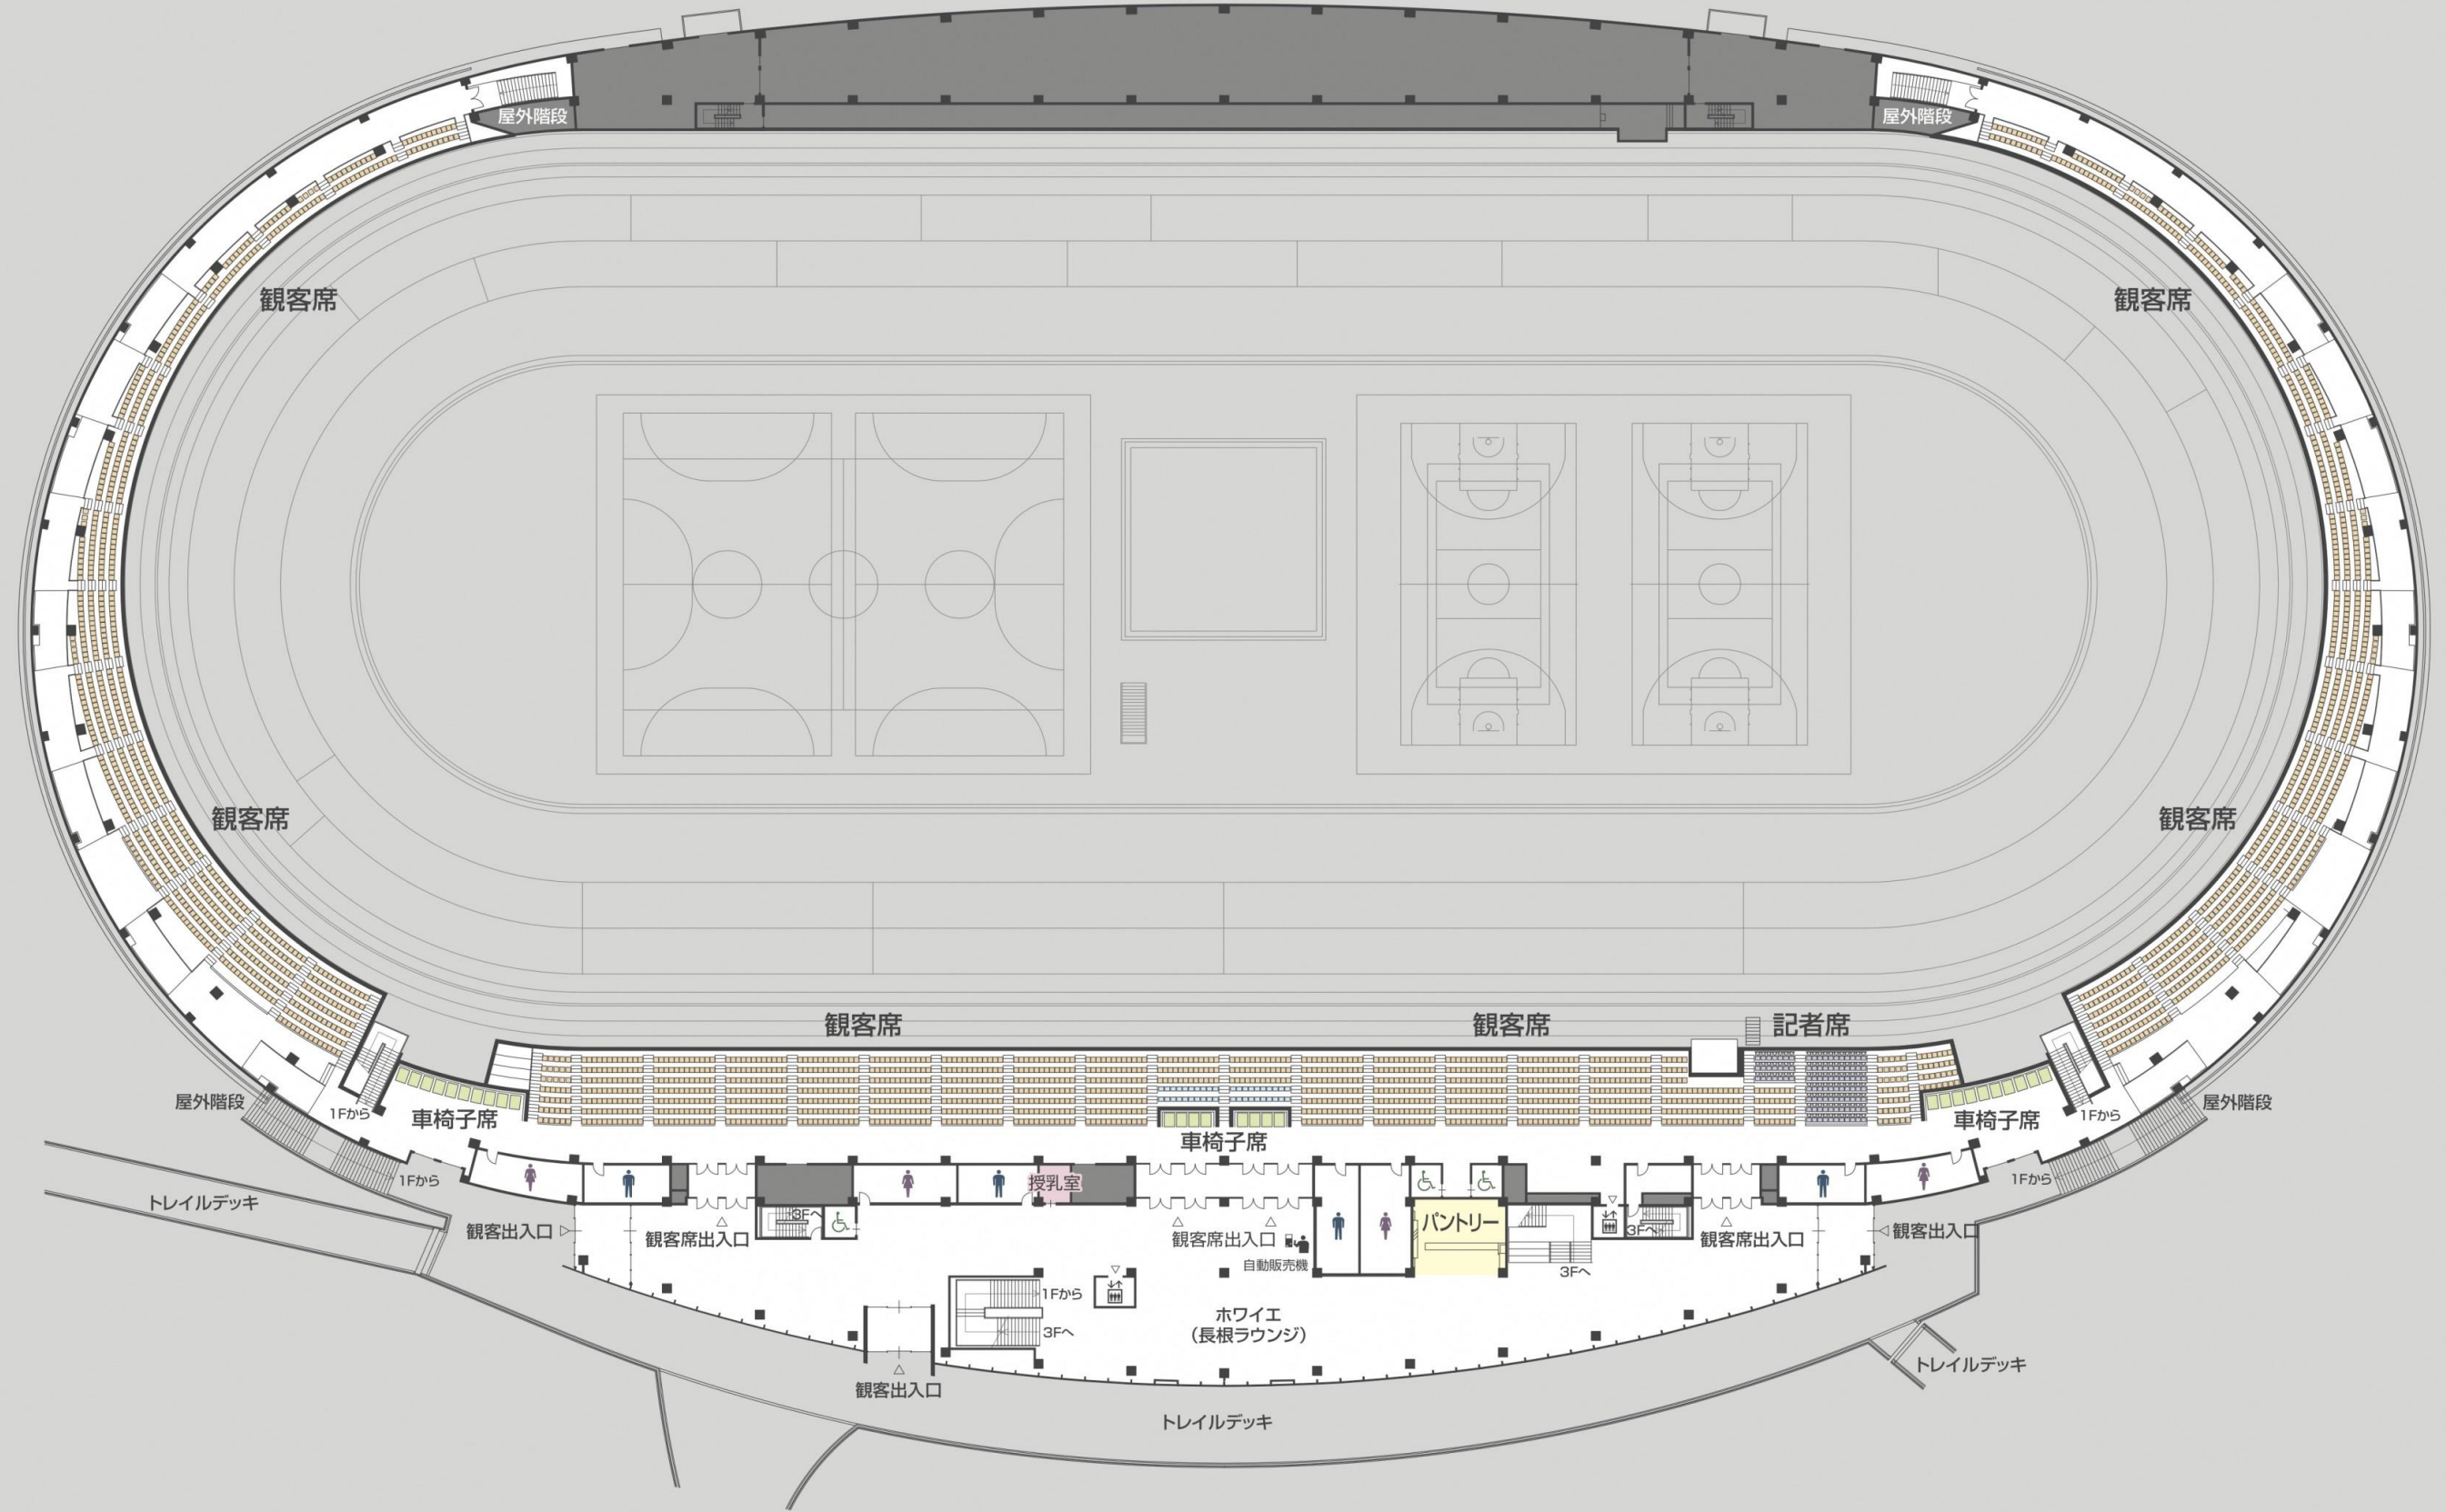 屋外階段
屋外階段
観客席
観客席
観客席
観客席
観客席
観客席
記者席
屋外階段
1Fから
車椅子席
車椅子席
車椅子席
1Fから
屋外階段
1Fから
授乳室
1Fから
トレイルデッキ
観客出入口
観客席出入口
3Fへ
観客席出入口
パントリー
3Fへ
観客席出入口
観客出入口
自動販売機
3Fへ
1Fから
3Fへ
ホワイエ
（長根ラウンジ）
観客出入口
トレイルデッキ
トレイルデッキ